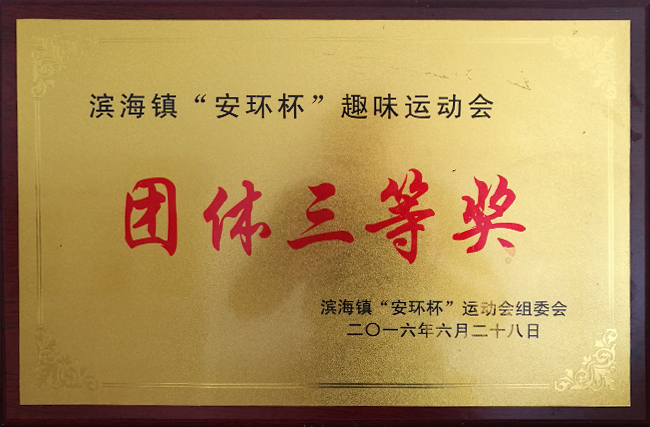 滨海镇“安环杯”趣味运动会
团体三等奖
滨海镇“安环杯”运动会组委会
二〇一六年六月二十八日